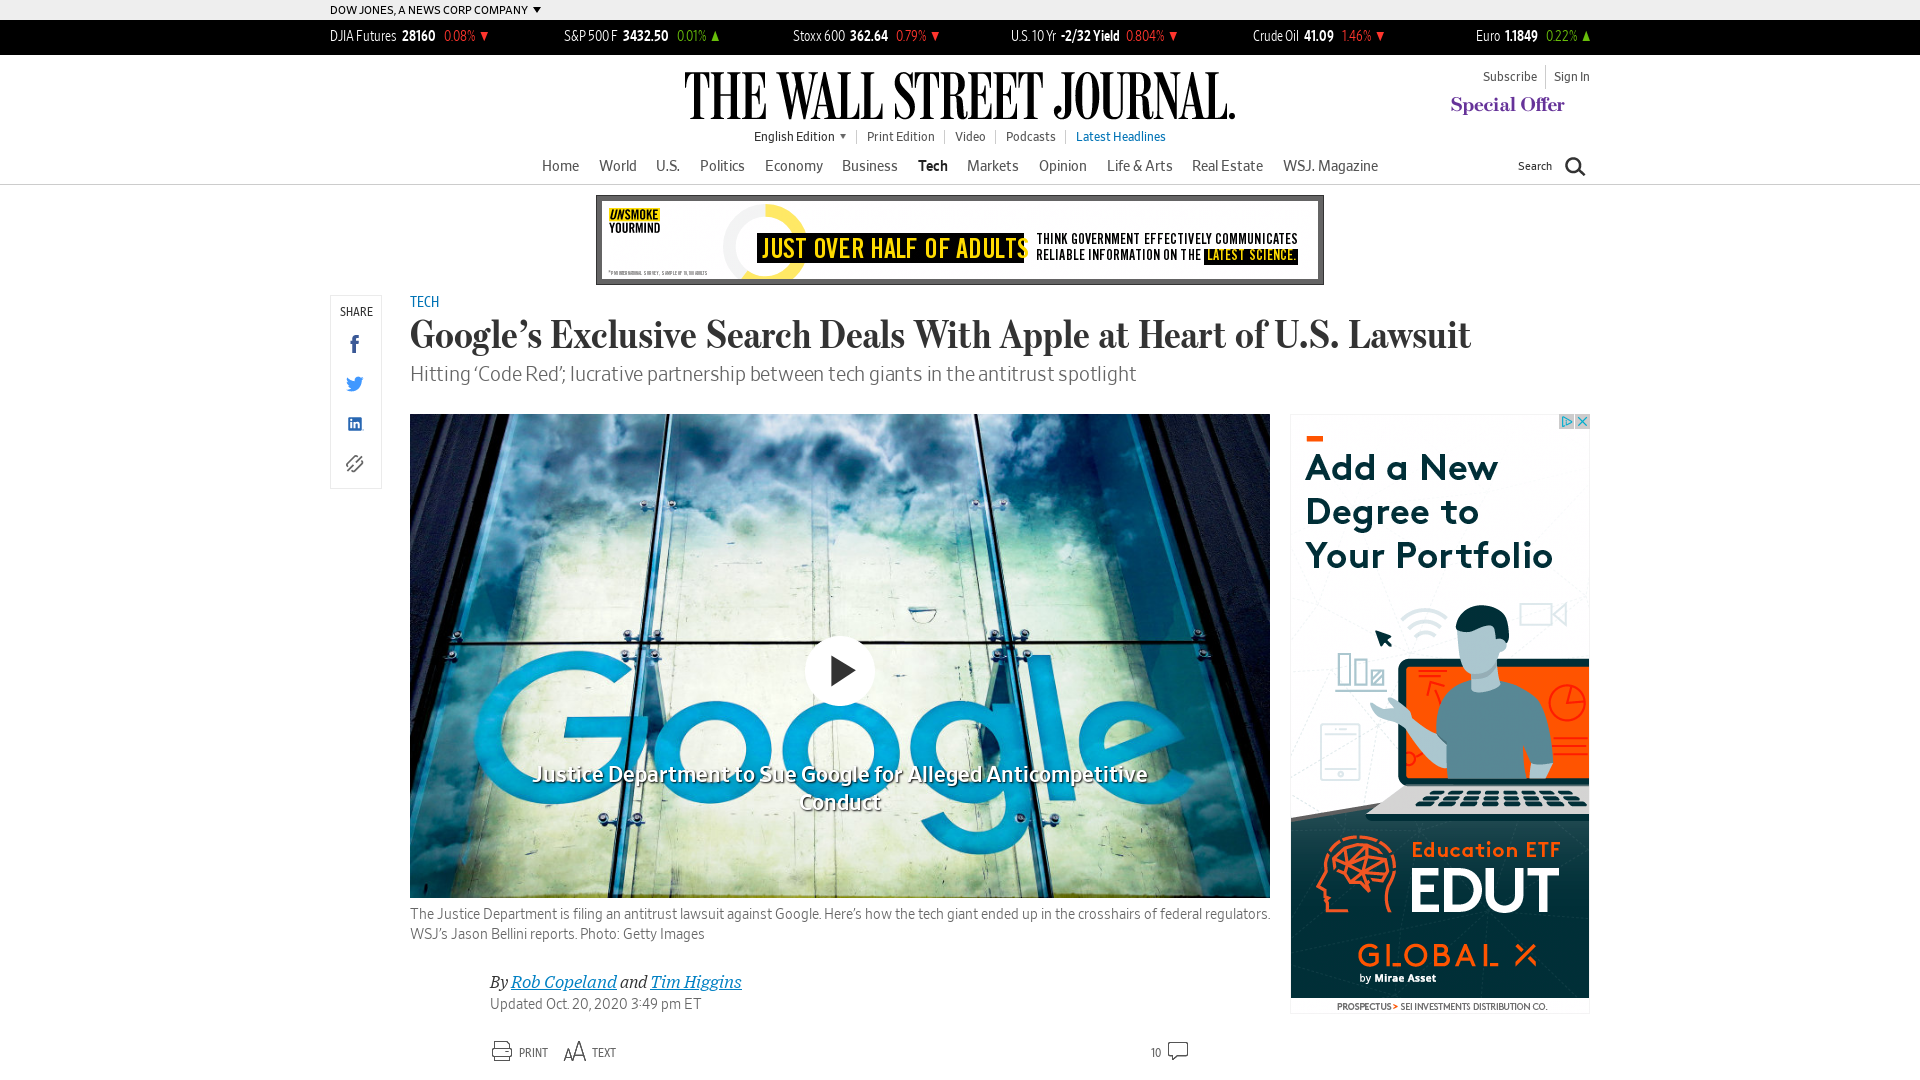 DOW JONES, A NEWS CORP COMPANY
DJIA Futures 28160 0.08% S&P 500 F 3432.50 0.01% Stoxx 600 362.64 0.79% U.S. 10 Yr -2/32 Yield 0.804% Crude Oil 41.09 1.46% Euro 1.1849 0.22%
THE WALL STREET JOURNAL.
Subscribe Sign In
Special Offer
English Edition Print Edition Video Podcasts Latest Headlines
Home World U.S. Politics Economy Business Tech Markets Opinion Life & Arts Real Estate WSJ. Magazine
Search
UNSMOKE
YOURMIND
JUST OVER HALF OF ADULTS
THINK GOVERNMENT EFFECTIVELY COMMUNICATES
RELIABLE INFORMATION ON THE LATEST SCIENCE.
SHARE
TECH
Google’s Exclusive Search Deals With Apple at Heart of U.S. Lawsuit
Hitting ‘Code Red’; lucrative partnership between tech giants in the antitrust spotlight
Google
Justice Department to Sue Google for Alleged Anticompetitive
Conduct
The Justice Department is filing an antitrust lawsuit against Google. Here’s how the tech giant ended up in the crosshairs of federal regulators.
WSJ’s Jason Bellini reports. Photo: Getty Images
By Rob Copeland and Tim Higgins
Updated Oct. 20, 2020 3:49 pm ET
PRINT TEXT
10
Add a New
Degree to
Your Portfolio
Education ETF
EDUT
GLOBAL X
by Mirae Asset
PROSPECTUS > SEI INVESTMENTS DISTRIBUTION CO.